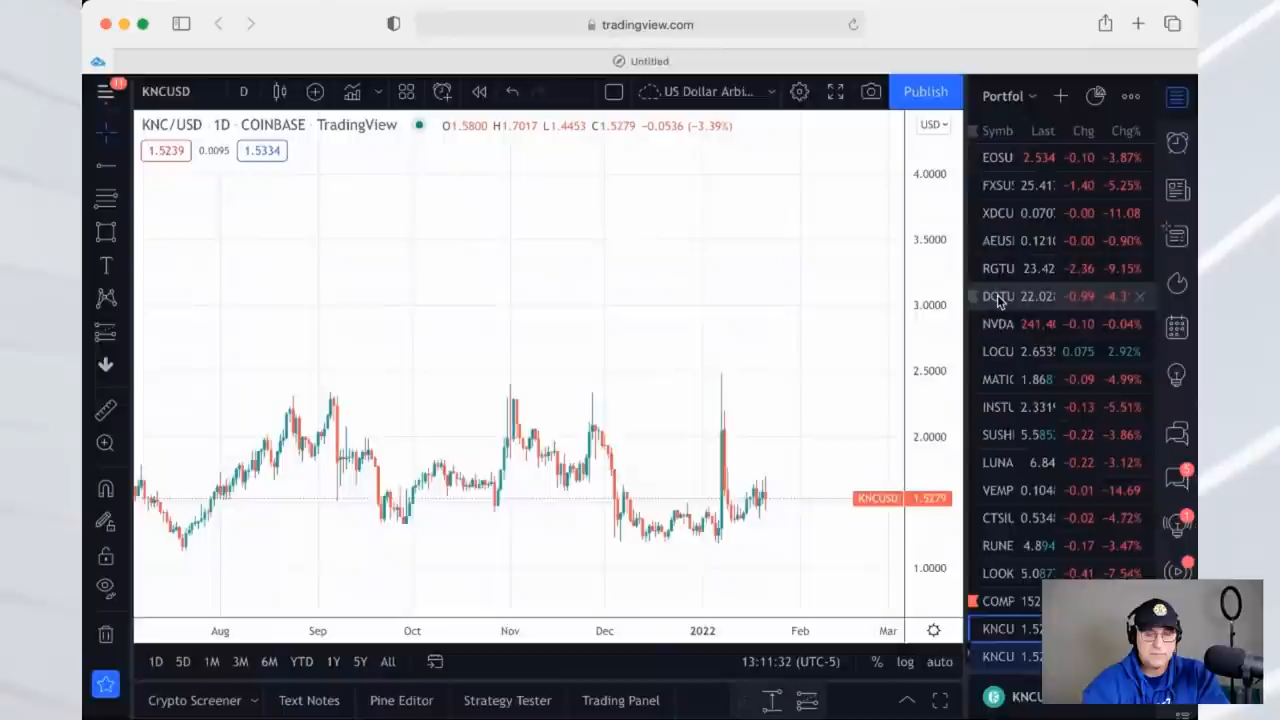 tradingview.com
Untitled
11
KNCUSD D US Dollar Arbi... Publish
KNC/USD 1D COINBASE TradingView O1.5800 H1.7017 L1.4453 C1.5279 -0.0536 (-3.39%) USD
1.5239 0.0095 1.5334
4.0000
3.5000
3.0000
2.5000
2.0000
KNCUSD 1.5279
1.0000
Aug Sep Oct Nov Dec 2022 Feb Mar
1D 5D 1M 3M 6M YTD 1Y 5Y All 13:11:32 (UTC-5) % log auto
Crypto Screener Text Notes Pine Editor Strategy Tester Trading Panel
Portfol
Symb Last Chg Chg%
EOSU 2.534 -0.10 -3.87%
FXSU 25.41 -1.40 -5.25%
XDCU 0.070 -0.00 -11.08
AEUS 0.1210 -0.00 -0.90%
RGTU 23.42 -2.36 -9.15%
DOTU 22.02 -0.99 -4.3
NVDA 241.40 -0.10 -0.04%
LOCU 2.653 0.075 2.92%
MATIC 1.868 -0.09 -4.99%
INSTU 2.331 -0.13 -5.51%
SUSHI 5.585 -0.22 -3.86%
LUNA 6.84 -0.22 -3.12%
VEMP 0.104 -0.01 -14.69
CTSIU 0.534 -0.02 -4.72%
RUNE 4.894 -0.17 -3.47%
LOOK 5.087 -0.41 -7.54%
COMP 152
KNCU 1.52
KNCU 1.52
KNCU
5
1